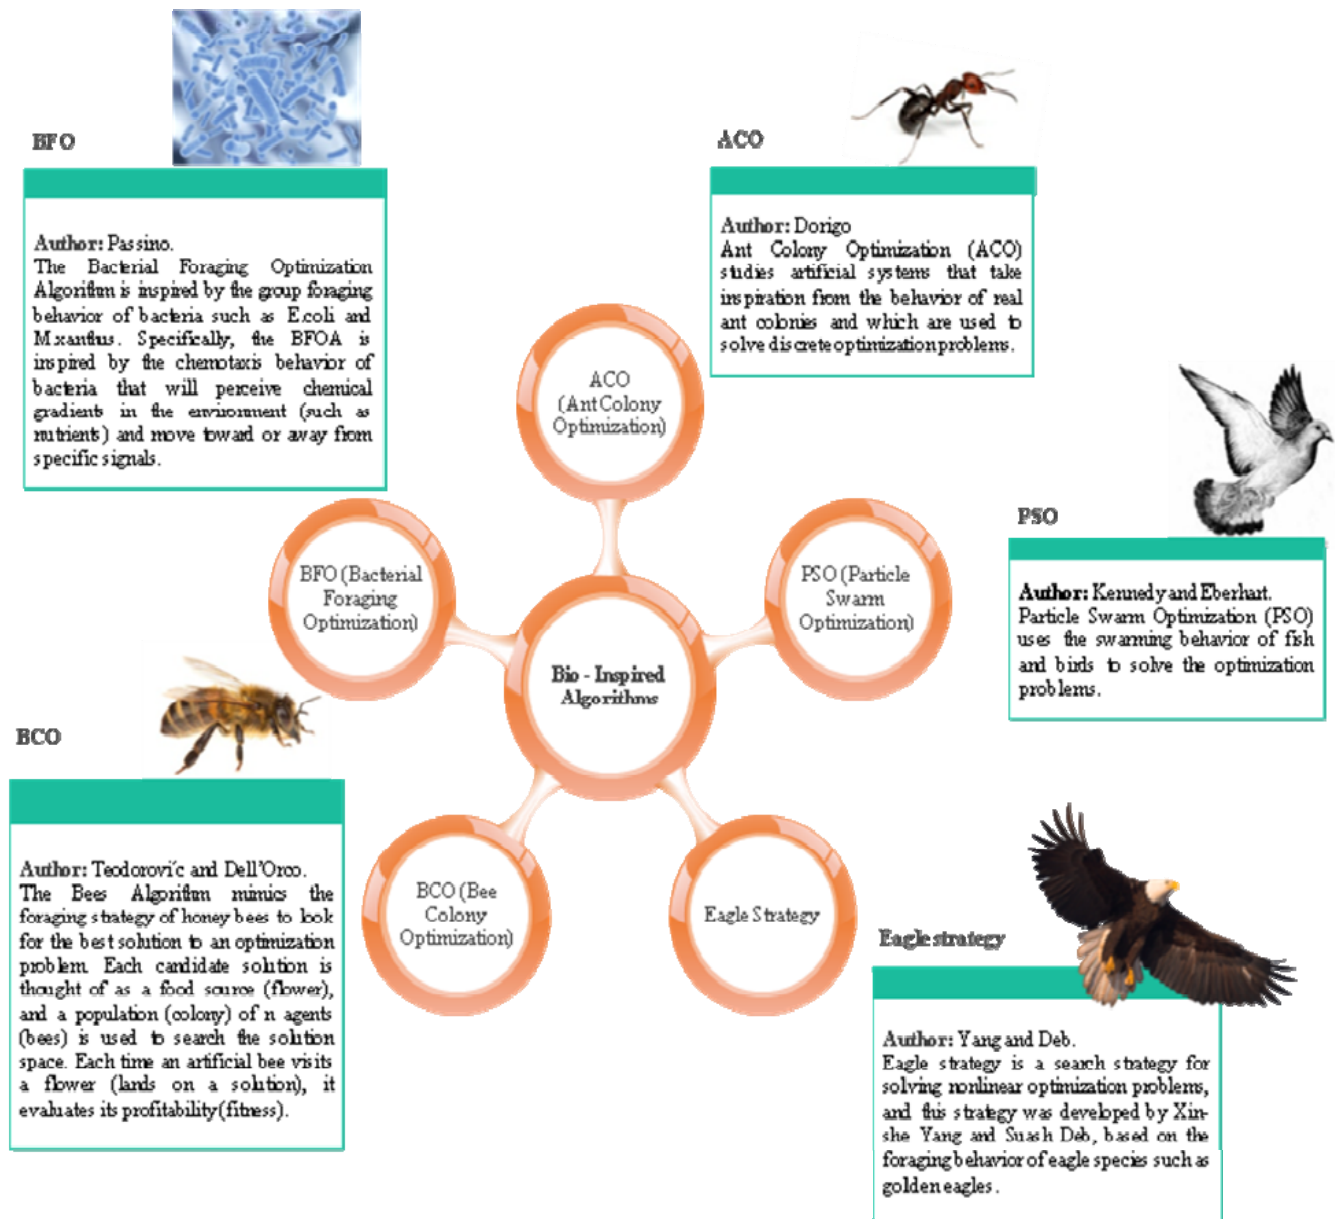 BFO
Author: Passino.
The Bacterial Foraging Optimization
Algorithm is inspired by the group foraging
behavior of bacteria such as E.coli and
M.xanthus. Specifically, the BFOA is
inspired by the chemotaxis behavior of
bacteria that will perceive chemical
gradients in the environment (such as
nutrients) and move toward or away from
specific signals.
ACO
Author: Dorigo
Ant Colony Optimization (ACO)
studies artificial systems that take
inspiration from the behavior of real
ant colonies and which are used to
solve discrete optimization problems.
ACO
(Ant Colony
Optimization)
BFO (Bacterial
Foraging
Optimization)
PSO (Particle
Swarm
Optimization)
Bio - Inspired
Algorithms
BCO (Bee
Colony
Optimization)
Eagle Strategy
PSO
Author: Kennedy and Eberhart.
Particle Swarm Optimization (PSO)
uses the swarming behavior of fish
and birds to solve the optimization
problems.
BCO
Author: Teodorovi´c and Dell'Orco.
The Bees Algorithm mimics the
foraging strategy of honey bees to look
for the best solution to an optimization
problem. Each candidate solution is
thought of as a food source (flower),
and a population (colony) of n agents
(bees) is used to search the solution
space. Each time an artificial bee visits
a flower (lands on a solution), it
evaluates its profitability (fitness).
Eagle strategy
Author: Yang and Deb.
Eagle strategy is a search strategy for
solving nonlinear optimization problems,
and this strategy was developed by Xin-
she Yang and Suash Deb, based on the
foraging behavior of eagle species such as
golden eagles.